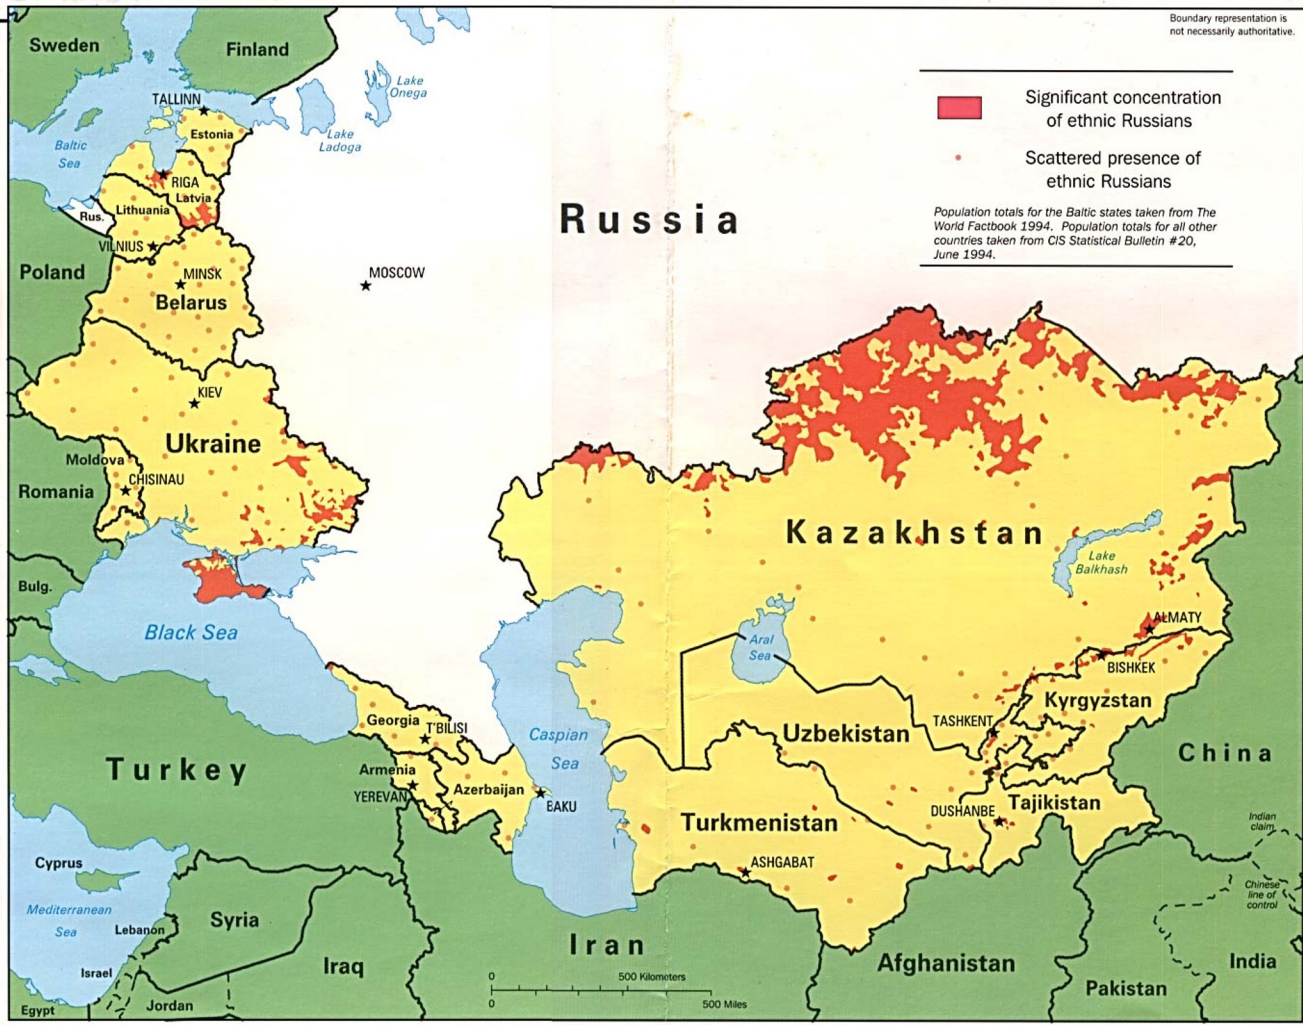 Boundary representation is
not necessarily authoritative.
Sweden
Finland
Lake
Onega
TALLINN
Estonia
Lake
Ladoga
Baltic
Sea
RIGA
Latvia
Lithuania
Rus.
VILNIUS
Significant concentration
of ethnic Russians
Scattered presence of
ethnic Russians
Population totals for the Baltic states taken from The
World Factbook 1994. Population totals for all other
countries taken from CIS Statistical Bulletin #20,
June 1994.
Russia
Poland
MINSK
Belarus
MOSCOW
KIEV
Ukraine
Moldova
CHISINAU
Romania
Kazakhstan
Lake
Balkhash
Bulg.
Black Sea
Aral
Sea
ALMATY
BISHKEK
Kyrgyzstan
TASHKENT
Uzbekistan
Georgia
T'BILISI
Caspian
Sea
China
Turkey
Armenia
YEREVAN
Azerbaijan
BAKU
DUSHANBE
Tajikistan
Turkmenistan
ASHGABAT
Indian
claim
Chinese
line of
control
Cyprus
Mediterranean
Sea
Lebanon
Syria
Israel
Iraq
Iran
Afghanistan
India
Pakistan
Jordan
Egypt
0 500 Kilometers
0 500 Miles